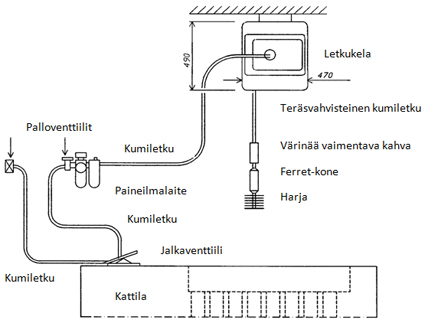 Letkukela
490
470
Teräsvahvisteinen kumiletku
Palloventtiilit
Kumiletku
Värinää vaimentava kahva
Ferret-kone
Paineilmalaite
Harja
Kumiletku
Jalkaventtiili
Kumiletku
Kattila